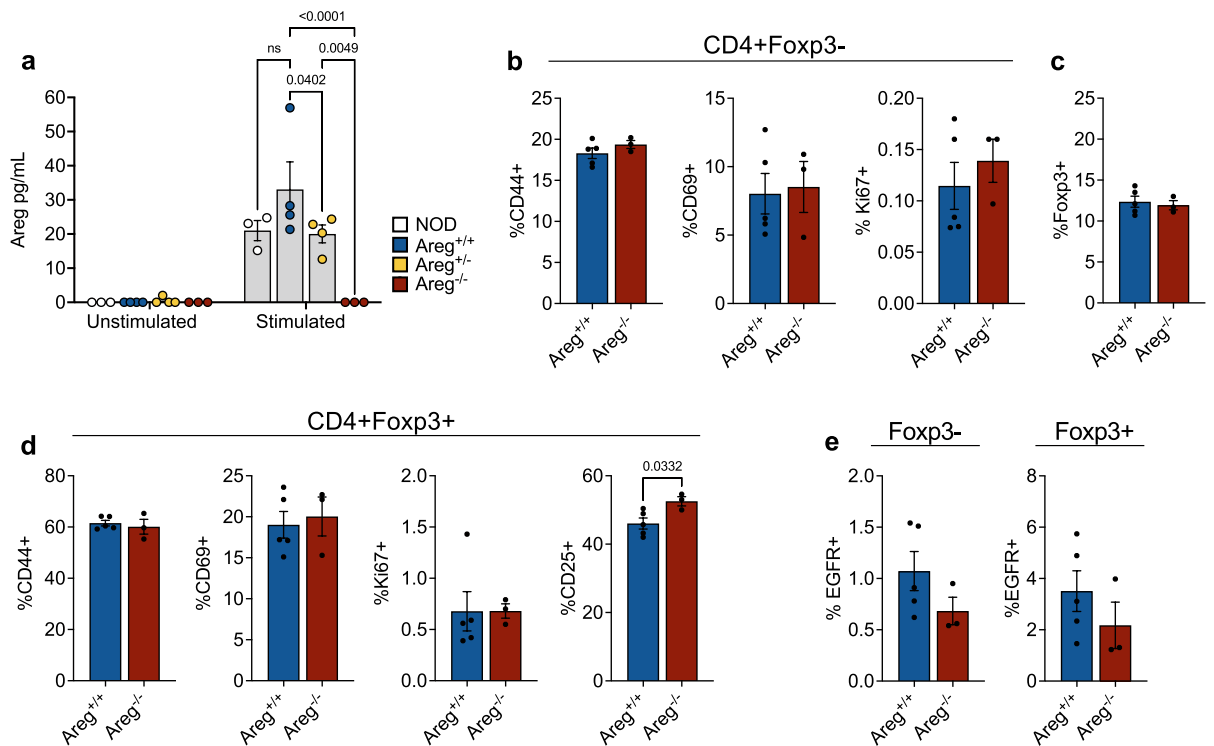 a
<0.0001
ns
0.0049
0.0402
Areg pg/mL
60
50
40
30
20
10
0
Unstimulated
Stimulated
NOD
Areg+/+
Areg+/-
Areg-/-
b
CD4+Foxp3-
%CD44+
25
20
15
10
5
0
Areg+/+
Areg-/-
%CD69+
15
10
5
0
Areg+/+
Areg-/-
% Ki67+
0.20
0.15
0.10
0.05
0.00
Areg+/+
Areg-/-
c
%Foxp3+
25
20
15
10
5
0
Areg+/+
Areg-/-
d
CD4+Foxp3+
%CD44+
80
60
40
20
0
Areg+/+
Areg-/-
%CD69+
25
20
15
10
5
0
Areg+/+
Areg-/-
%Ki67+
2.0
1.5
1.0
0.5
0.0
Areg+/+
Areg-/-
0.0332
%CD25+
60
40
20
0
Areg+/+
Areg-/-
e
Foxp3-
% EGFR+
2.0
1.5
1.0
0.5
0.0
Areg+/+
Areg-/-
Foxp3+
%EGFR+
8
6
4
2
0
Areg+/+
Areg-/-